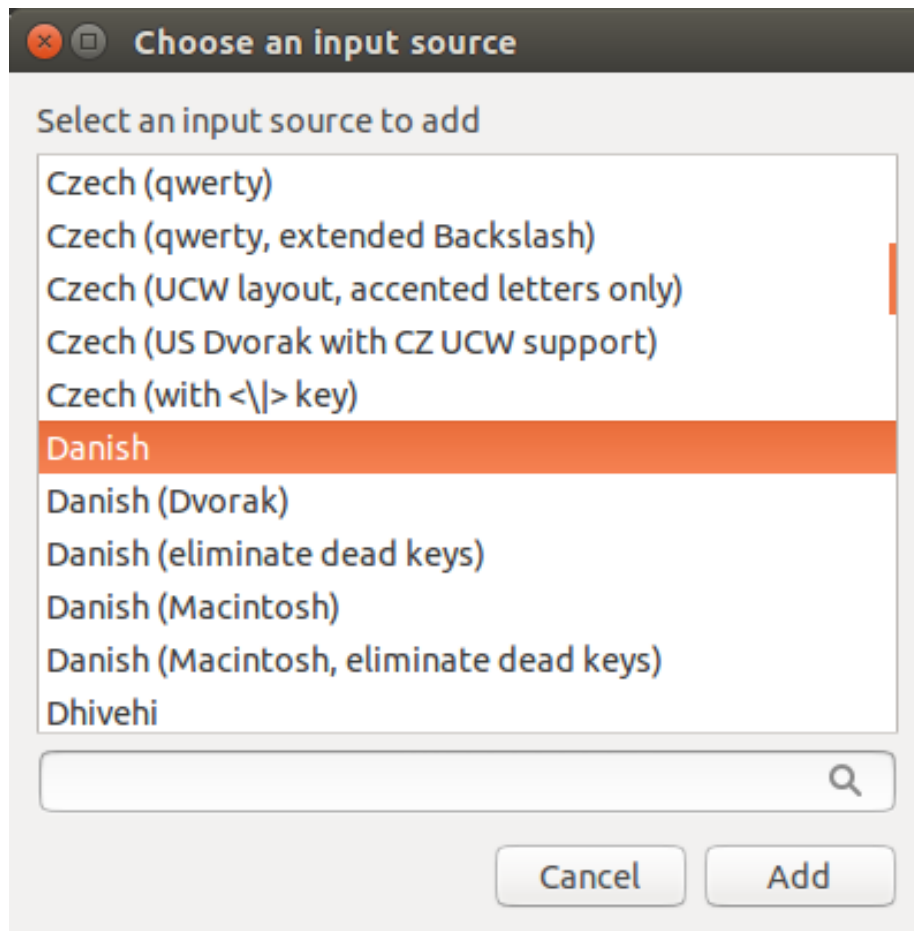 Choose an input source
Select an input source to add
Czech (qwerty)
Czech (qwerty, extended Backslash)
Czech (UCW layout, accented letters only)
Czech (US Dvorak with CZ UCW support)
Czech (with <\|> key)
Danish
Danish (Dvorak)
Danish (eliminate dead keys)
Danish (Macintosh)
Danish (Macintosh, eliminate dead keys)
Dhivehi
Cancel Add